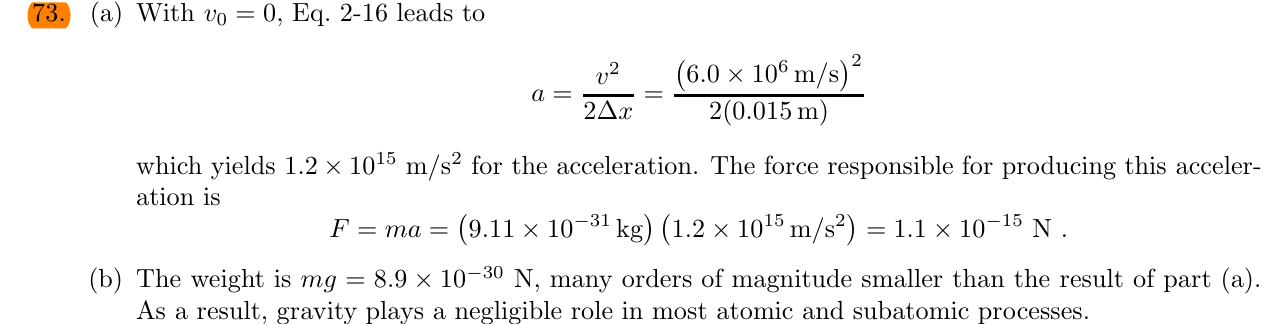 73. (a) With v₀ = 0, Eq. 2-16 leads to
a = v²/2Δx = (6.0 × 10⁶ m/s)²/2(0.015 m)
which yields 1.2 × 10¹⁵ m/s² for the acceleration. The force responsible for producing this acceler-
ation is
F = ma = (9.11 × 10⁻³¹ kg) (1.2 × 10¹⁵ m/s²) = 1.1 × 10⁻¹⁵ N .
(b) The weight is mg = 8.9 × 10⁻³⁰ N, many orders of magnitude smaller than the result of part (a).
As a result, gravity plays a negligible role in most atomic and subatomic processes.